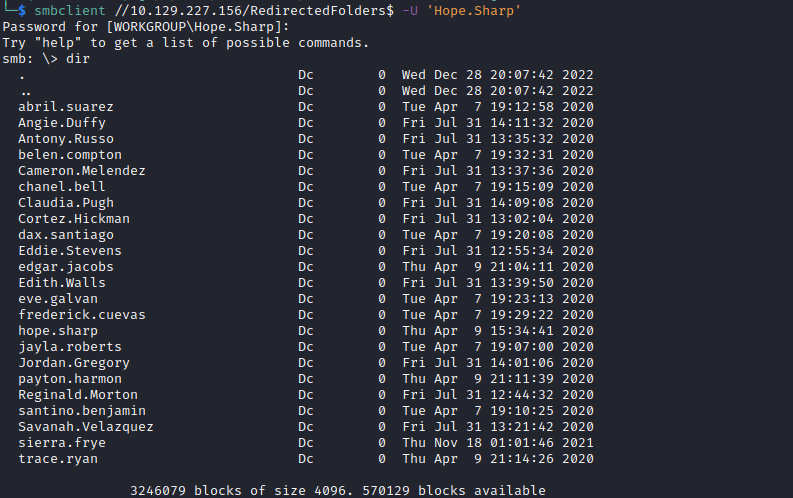 └─$ smbclient //10.129.227.156/RedirectedFolders$ -U 'Hope.Sharp'
Password for [WORKGROUP\Hope.Sharp]:
Try "help" to get a list of possible commands.
smb: \> dir
  .                                  Dc        0  Wed Dec 28 20:07:42 2022
  ..                                 Dc        0  Wed Dec 28 20:07:42 2022
  abril.suarez                       Dc        0  Tue Apr  7 19:12:58 2020
  Angie.Duffy                        Dc        0  Fri Jul 31 14:11:32 2020
  Antony.Russo                       Dc        0  Fri Jul 31 13:35:32 2020
  belen.compton                      Dc        0  Tue Apr  7 19:32:31 2020
  Cameron.Melendez                   Dc        0  Fri Jul 31 13:37:36 2020
  chanel.bell                        Dc        0  Tue Apr  7 19:15:09 2020
  Claudia.Pugh                       Dc        0  Fri Jul 31 14:09:08 2020
  Cortez.Hickman                     Dc        0  Fri Jul 31 13:02:04 2020
  dax.santiago                       Dc        0  Tue Apr  7 19:20:08 2020
  Eddie.Stevens                      Dc        0  Fri Jul 31 12:55:34 2020
  edgar.jacobs                       Dc        0  Thu Apr  9 21:04:11 2020
  Edith.Walls                        Dc        0  Fri Jul 31 13:39:50 2020
  eve.galvan                         Dc        0  Tue Apr  7 19:23:13 2020
  frederick.cuevas                   Dc        0  Tue Apr  7 19:29:22 2020
  hope.sharp                         Dc        0  Thu Apr  9 15:34:41 2020
  jayla.roberts                      Dc        0  Tue Apr  7 19:07:00 2020
  Jordan.Gregory                     Dc        0  Fri Jul 31 14:01:06 2020
  payton.harmon                      Dc        0  Thu Apr  9 21:11:39 2020
  Reginald.Morton                    Dc        0  Fri Jul 31 12:44:32 2020
  santino.benjamin                   Dc        0  Tue Apr  7 19:10:25 2020
  Savanah.Velazquez                  Dc        0  Fri Jul 31 13:21:42 2020
  sierra.frye                        Dc        0  Thu Nov 18 01:01:46 2021
  trace.ryan                         Dc        0  Thu Apr  9 21:14:26 2020
                3246079 blocks of size 4096. 570129 blocks available